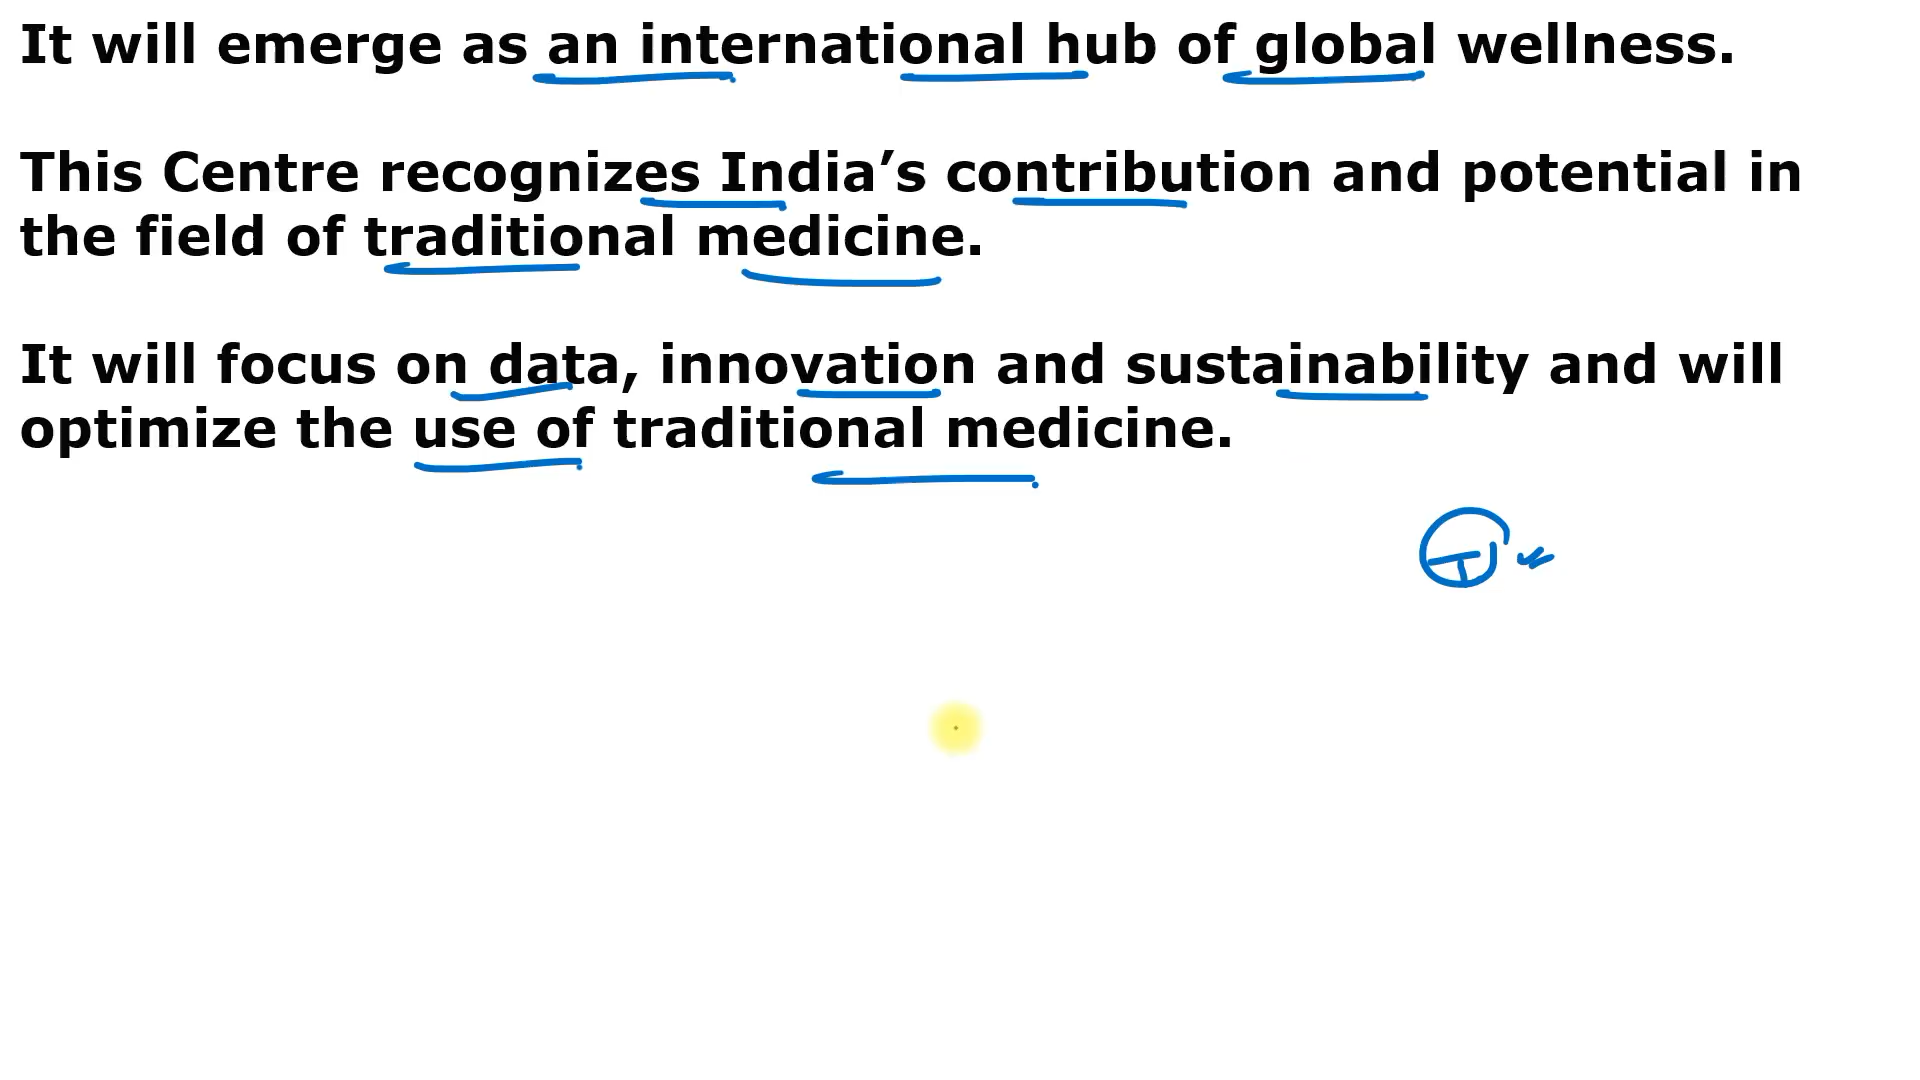 It will emerge as an international hub of global wellness.
This Centre recognizes India’s contribution and potential in
the field of traditional medicine.
It will focus on data, innovation and sustainability and will
optimize the use of traditional medicine.